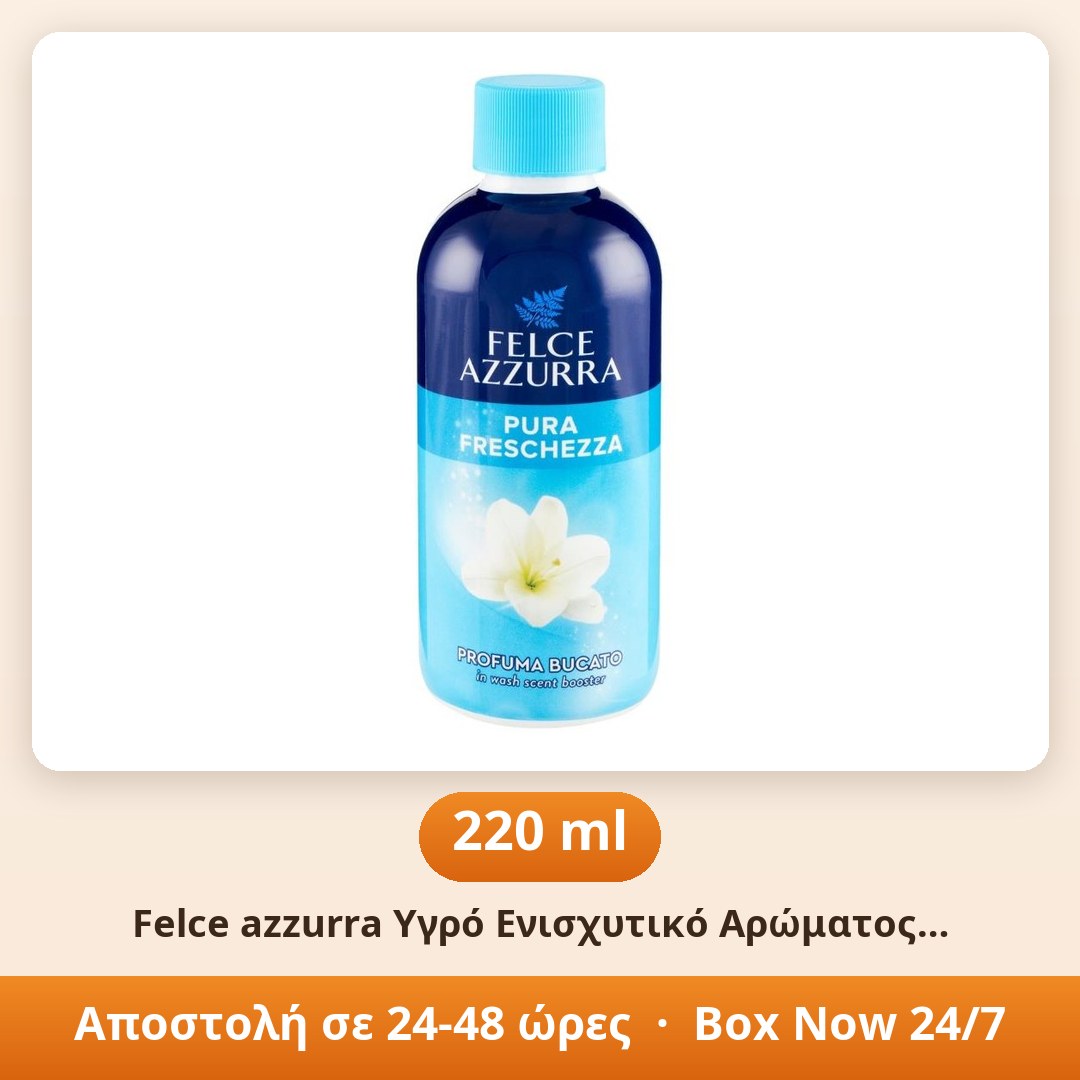 FELCE
AZZURRA
PURA
FRESCHEZZA
PROFUMA BUCATO
in wash scent booster
220 ml
Felce azzurra Υγρό Ενισχυτικό Αρώματος...
Αποστολή σε 24-48 ώρες · Box Now 24/7